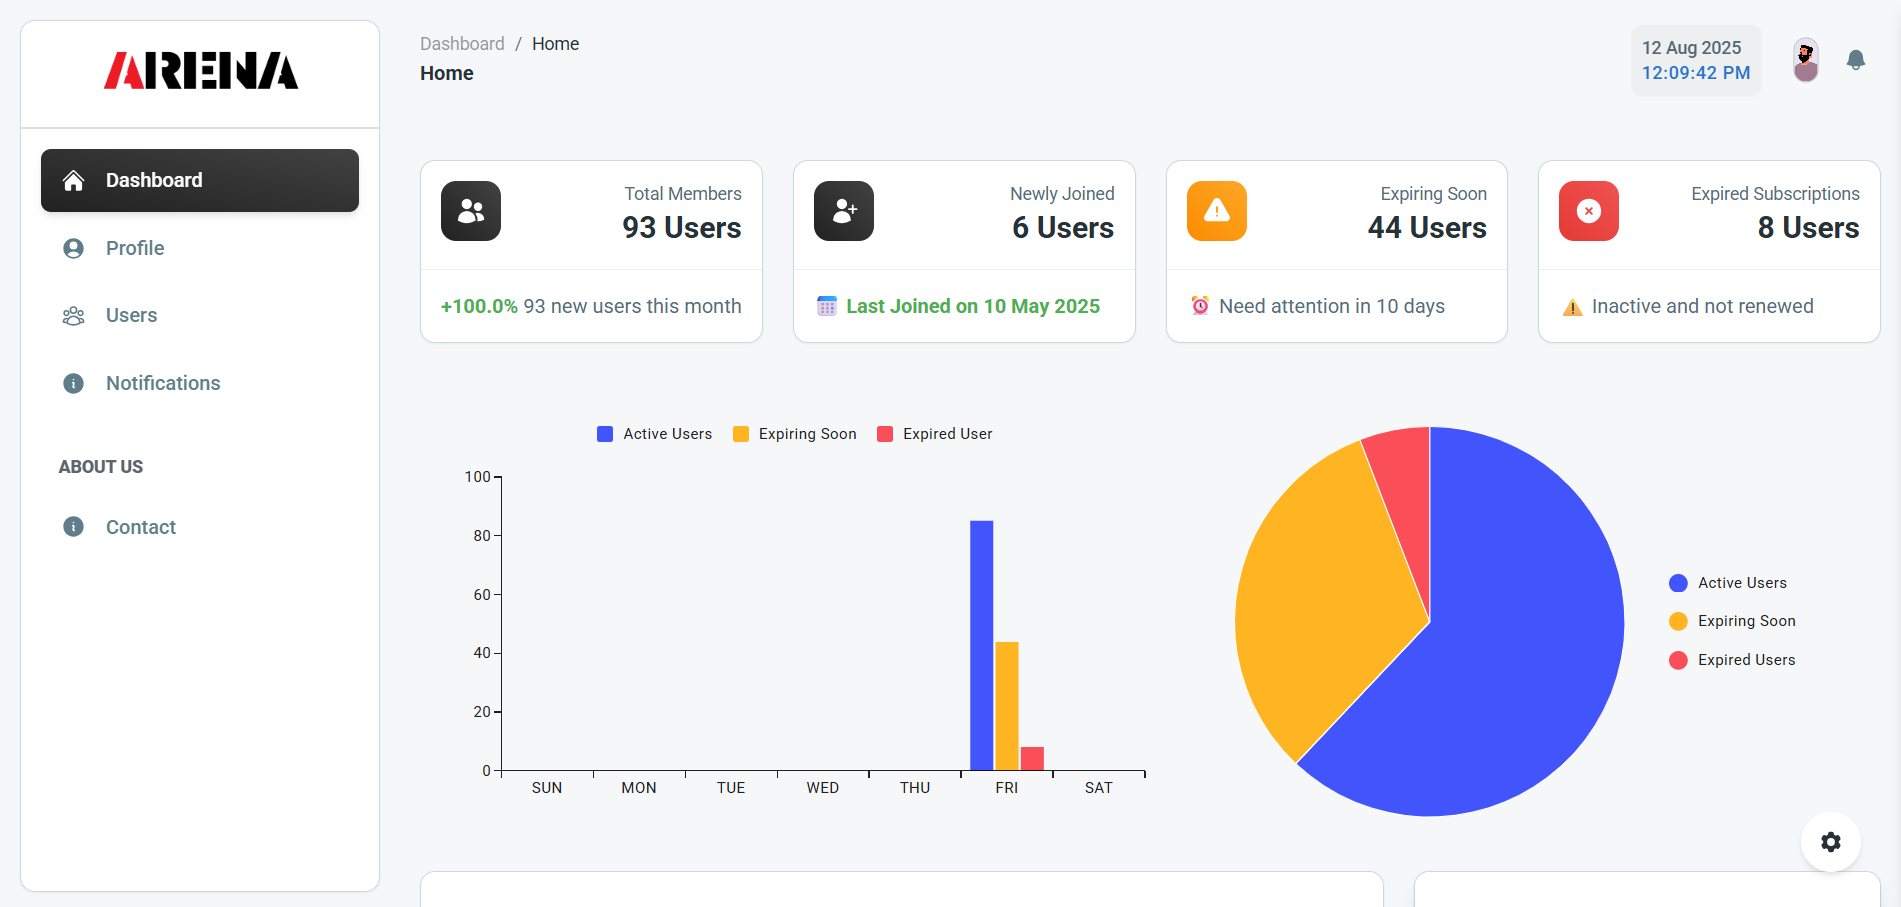 ARENA
Dashboard
Profile
Users
Notifications
ABOUT US
Contact
Dashboard / Home
Home
12 Aug 2025
12:09:42 PM
Total Members
93 Users
+100.0% 93 new users this month
Newly Joined
6 Users
Last Joined on 10 May 2025
Expiring Soon
44 Users
Need attention in 10 days
Expired Subscriptions
8 Users
Inactive and not renewed
Active Users Expiring Soon Expired User
100
80
60
40
20
0
SUN MON TUE WED THU FRI SAT
Active Users
Expiring Soon
Expired Users